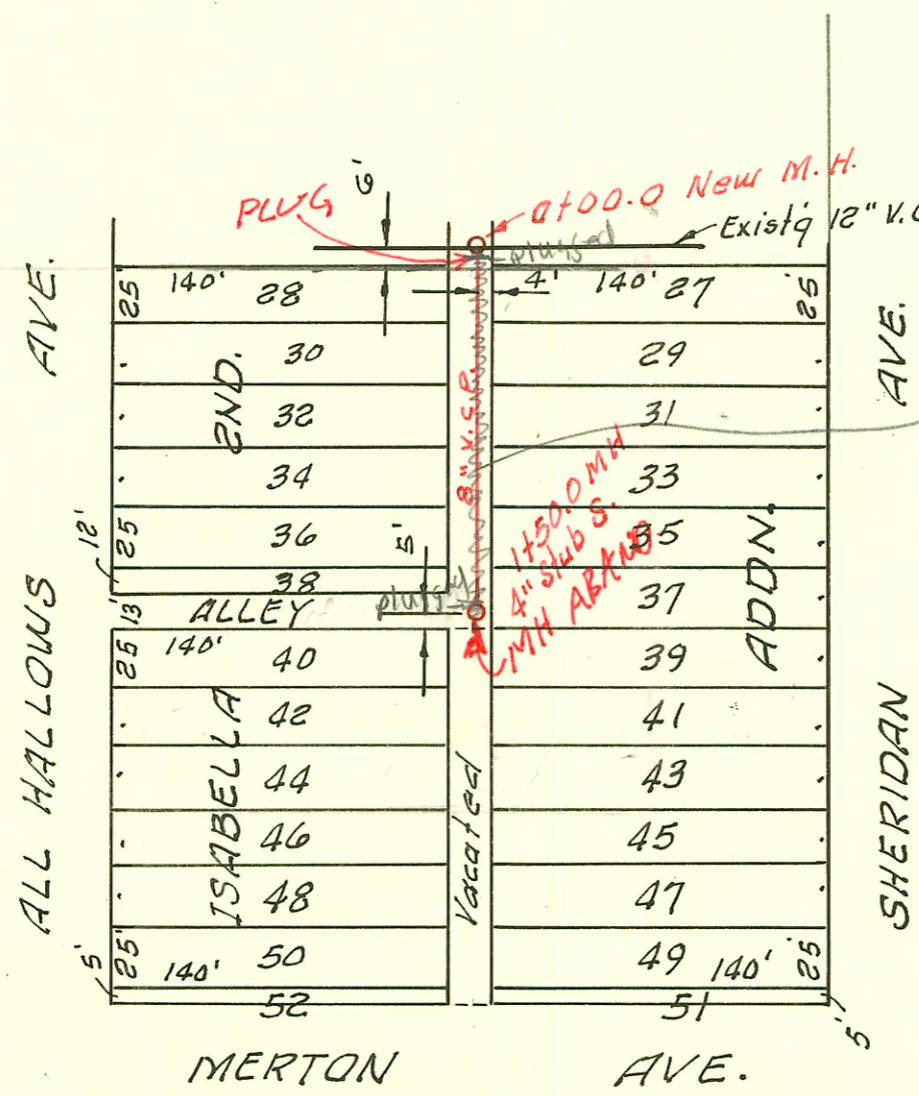 6'
PLUG
0+00.0 New M.H.
plugged
Exist'g 12" V.C
AVE.
25
140'
28
4'
140'
27
25'
30
29
2ND.
32
8" V.S.P.
31
AVE.
34
33
1+50.0 MH
4" Stub S.
MH ABAND
12'
25
36
5'
35
ADDN.
38
37
13'
ALLEY
25
140'
40
39
ALL HALLOWS
42
41
ISABELLA
44
Vacated
43
SHERIDAN
46
45
48
47
5'
25'
140'
50
49
140'
25'
52
51
5'
MERTON AVE.